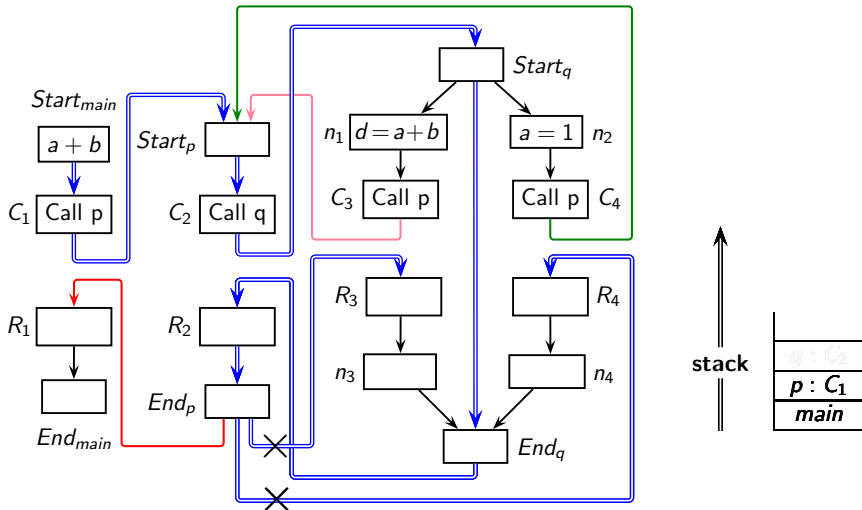 Start_q
Start_main
a + b
Start_p
n_1
d = a + b
a = 1
n_2
C_1
Call p
C_2
Call q
C_3
Call p
Call p
C_4
R_1
R_2
R_3
R_4
n_3
n_4
End_main
End_p
End_q
stack
q : C_2
p : C_1
main